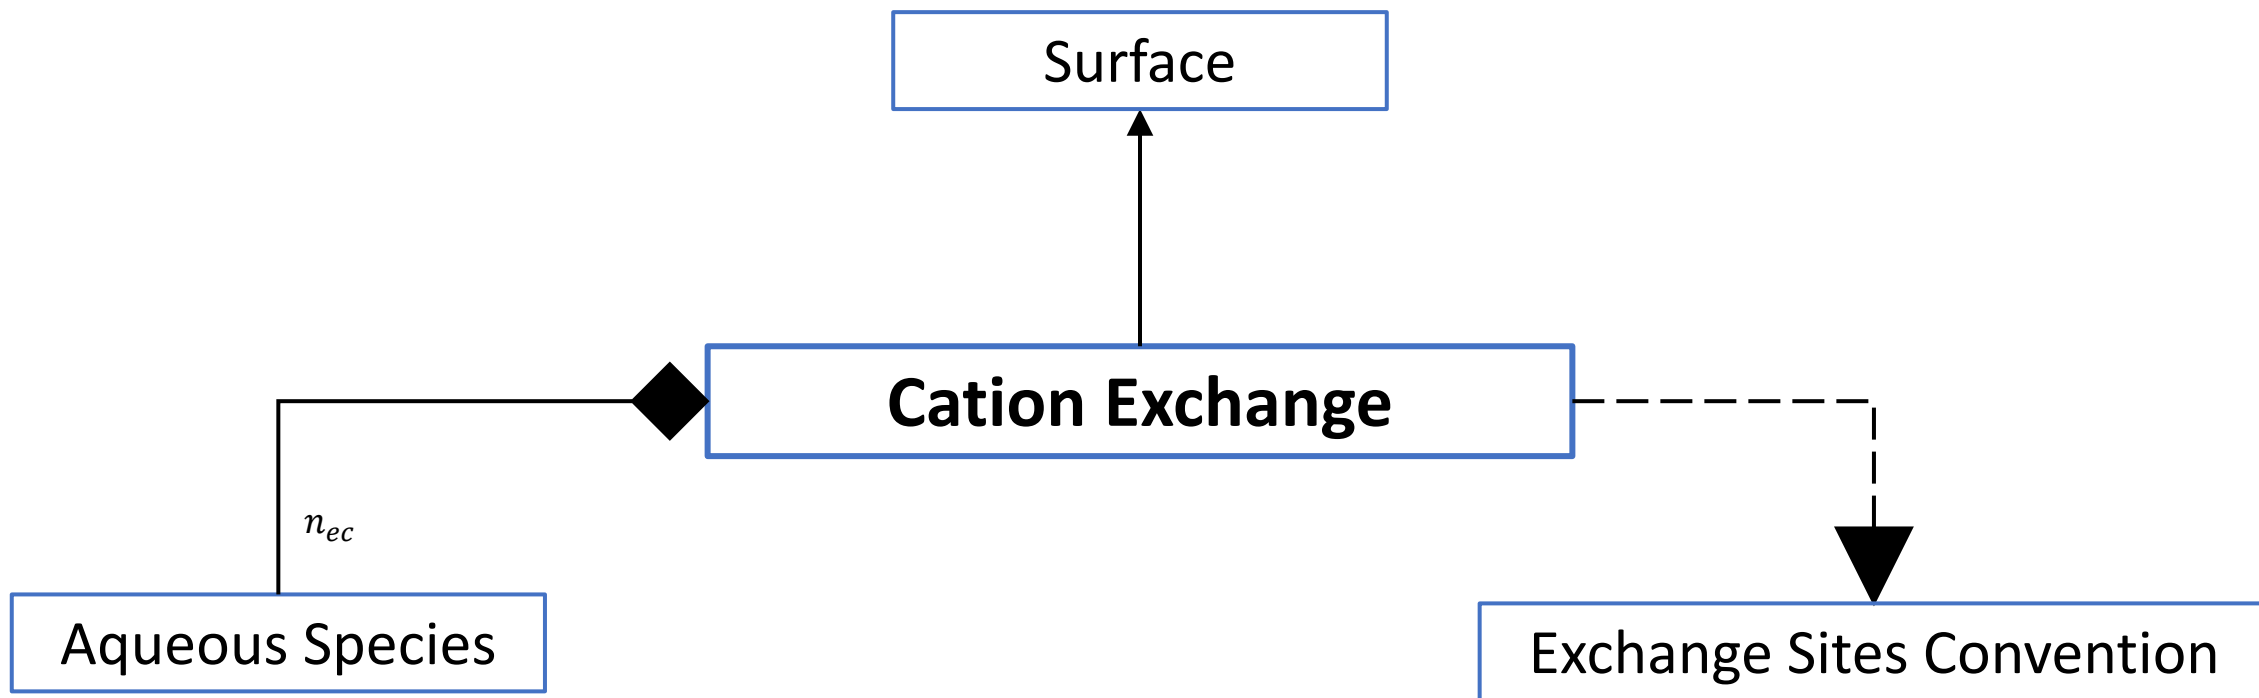 Surface
Cation Exchange
n_ec
Aqueous Species
Exchange Sites Convention